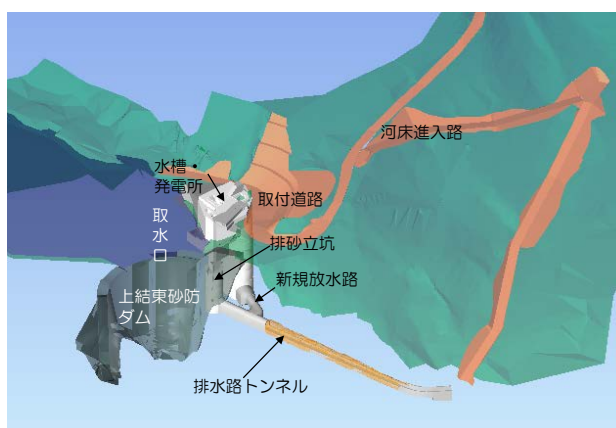 河床進入路
水槽・
発電所
取付道路
取
水
口
排砂立坑
新規放水路
上結東砂防
ダム
排水路トンネル